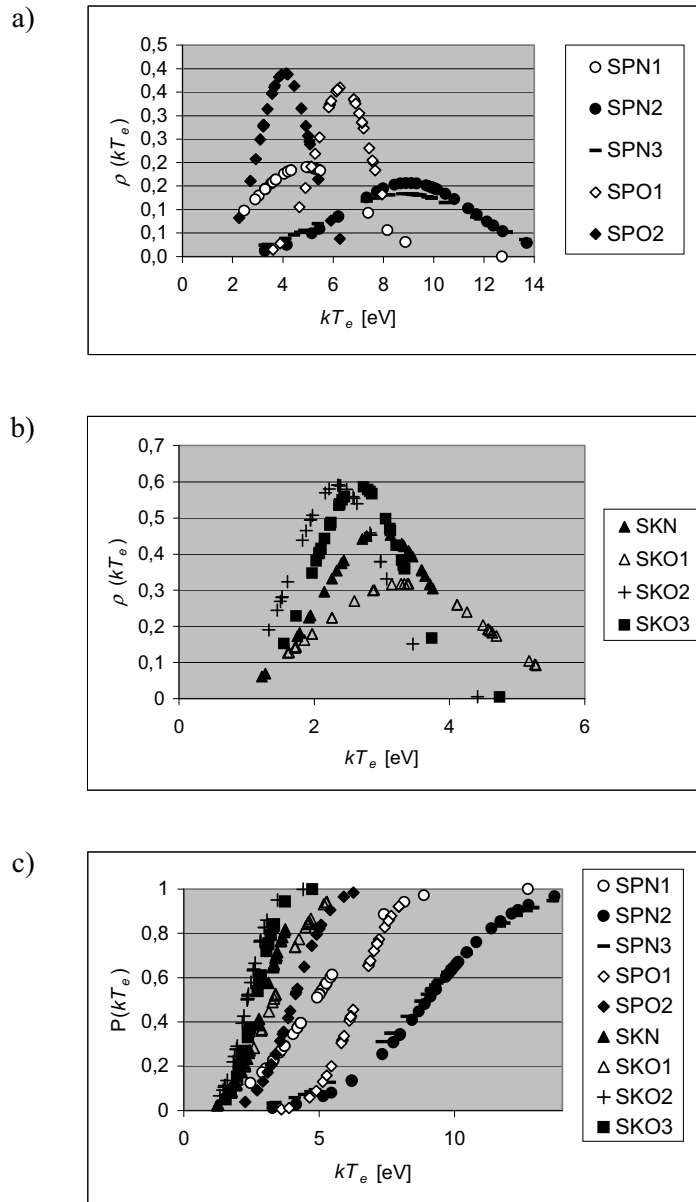 a)
0,5
0,4
0,4
0,3
0,3
0,2
0,2
0,1
0,1
0,0
ρ (kTₑ)
0 2 4 6 8 10 12 14
kTₑ [eV]
SPN1
SPN2
SPN3
SPO1
SPO2
b)
0,7
0,6
0,5
0,4
0,3
0,2
0,1
0
ρ (kTₑ)
0 2 4 6
kTₑ [eV]
SKN
SKO1
SKO2
SKO3
c)
1
0,8
0,6
0,4
0,2
0
P(kTₑ)
0 5 10
kTₑ [eV]
SPN1
SPN2
SPN3
SPO1
SPO2
SKN
SKO1
SKO2
SKO3